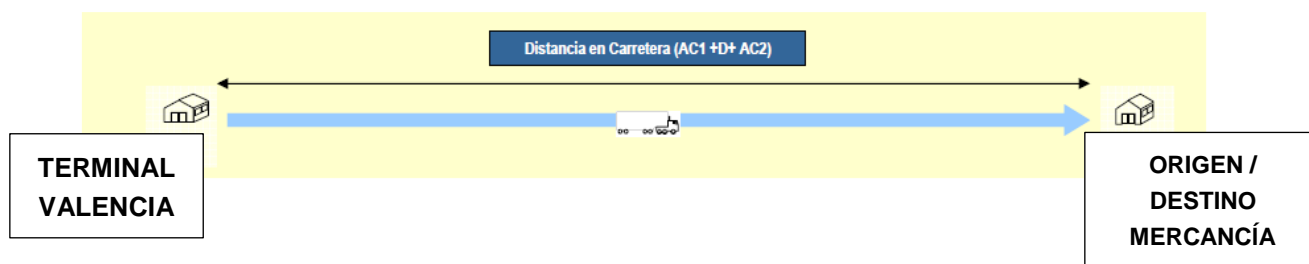 Distancia en Carretera (AC1 +D+ AC2)
TERMINAL
VALENCIA
ORIGEN /
DESTINO
MERCANCÍA